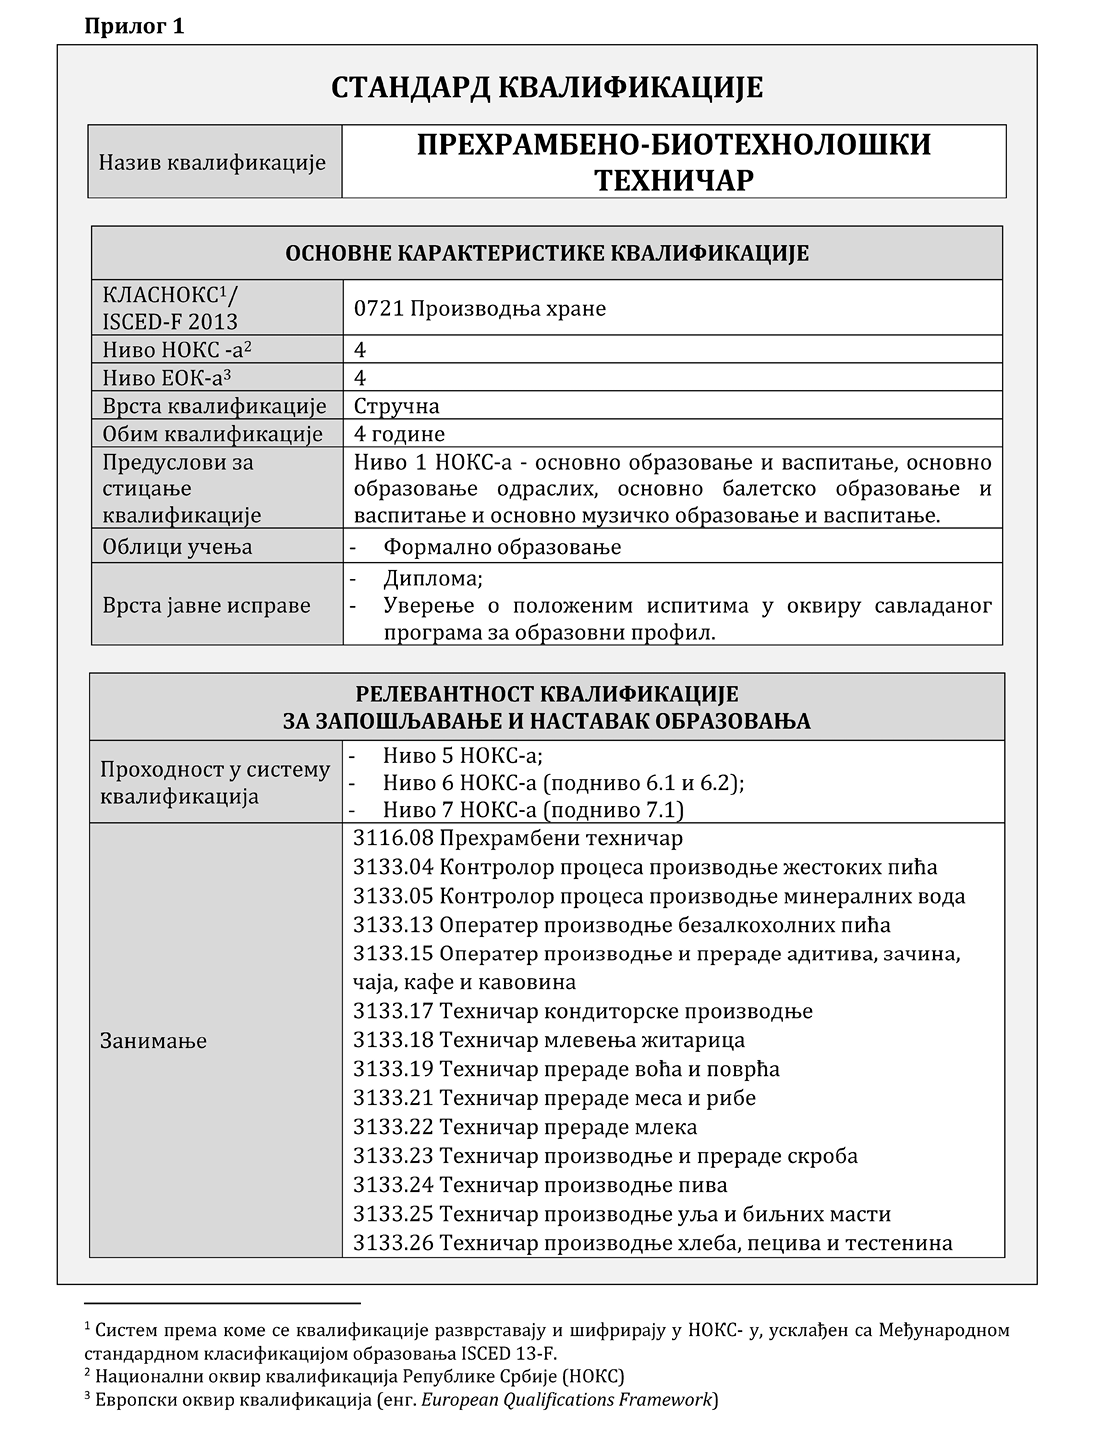 Прилог 1
СТАНДАРД КВАЛИФИКАЦИЈЕ
Назив квалификације
ПРЕХРАМБЕНО-БИОТЕХНОЛОШКИ
ТЕХНИЧАР
ОСНОВНЕ КАРАКТЕРИСТИКЕ КВАЛИФИКАЦИЈЕ
КЛАСНОКС¹/
ISCED-F 2013
0721 Производња хране
Ниво НОКС -а²
4
Ниво ЕОК-а³
4
Врста квалификације
Стручна
Обим квалификације
4 године
Предуслови за
стицање
квалификације
Ниво 1 НОКС-а - основно образовање и васпитање, основно
образовање одраслих, основно балетско образовање и
васпитање и основно музичко образовање и васпитање.
Облици учења
- Формално образовање
Врста јавне исправе
- Диплома;
- Уверење о положеним испитима у оквиру савладаног
програма за образовни профил.
РЕЛЕВАНТНОСТ КВАЛИФИКАЦИЈЕ
ЗА ЗАПОШЉАВАЊЕ И НАСТАВАК ОБРАЗОВАЊА
Проходност у систему
квалификација
- Ниво 5 НОКС-а;
- Ниво 6 НОКС-а (подниво 6.1 и 6.2);
- Ниво 7 НОКС-а (подниво 7.1)
Занимање
3116.08 Прехрамбени техничар
3133.04 Контролор процеса производње жестоких пића
3133.05 Контролор процеса производње минералних вода
3133.13 Оператер производње безалкохолних пића
3133.15 Оператер производње и прераде адитива, зачина,
чаја, кафе и кавовина
3133.17 Техничар кондиторске производње
3133.18 Техничар млевења житарица
3133.19 Техничар прераде воћа и поврћа
3133.21 Техничар прераде меса и рибе
3133.22 Техничар прераде млека
3133.23 Техничар производње и прераде скроба
3133.24 Техничар производње пива
3133.25 Техничар производње уља и биљних масти
3133.26 Техничар производње хлеба, пецива и тестенина
¹ Систем према коме се квалификације разврставају и шифрирају у НОКС- у, усклађен са Међународном
стандардном класификацијом образовања ISCED 13-F.
² Национални оквир квалификација Републике Србије (НОКС)
³ Европски оквир квалификација (енг. European Qualifications Framework)